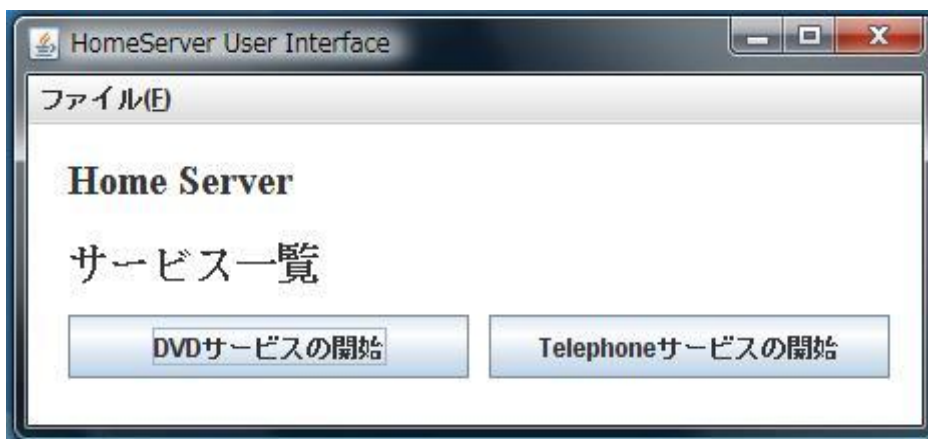 HomeServer User Interface
ファイル(F)
Home Server
サービス一覧
DVDサービスの開始
Telephoneサービスの開始